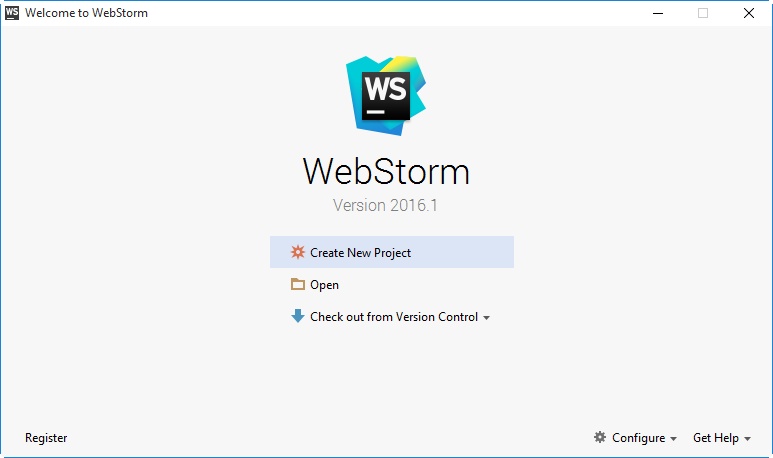 WS Welcome to WebStorm
WS
WebStorm
Version 2016.1
Create New Project
Open
Check out from Version Control
Register
Configure
Get Help